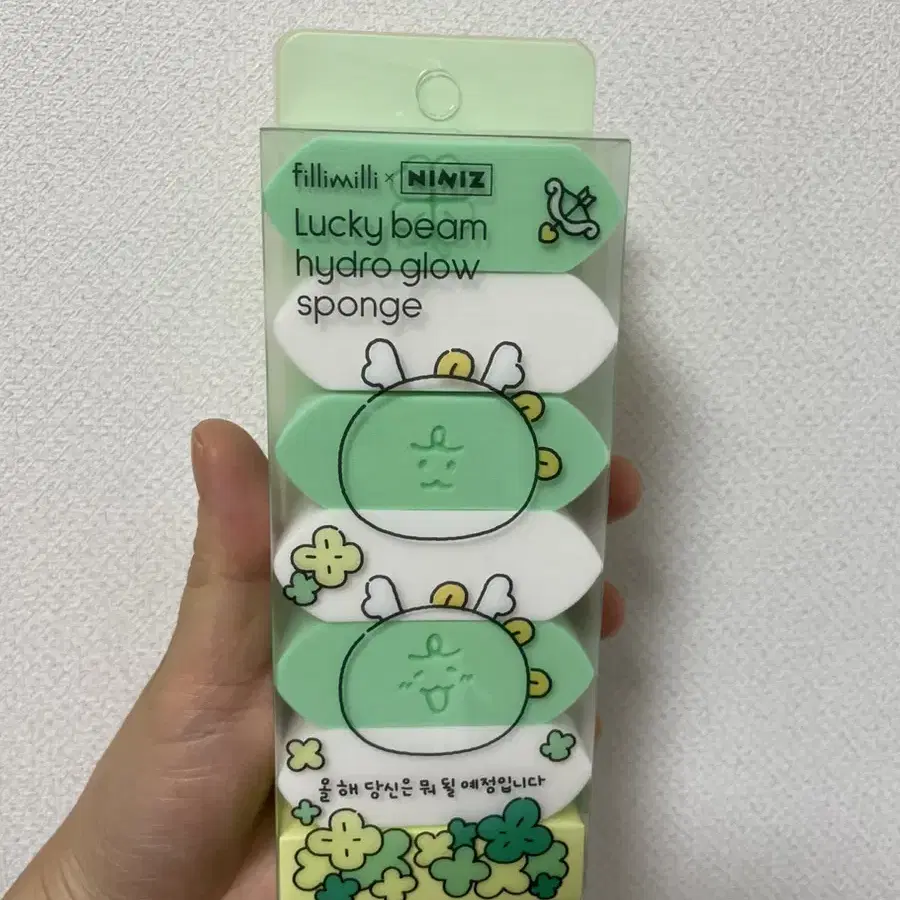 fillimilli × NINIZ
Lucky beam
hydro glow
sponge
올해 당신은 뭐 될 예정입니다